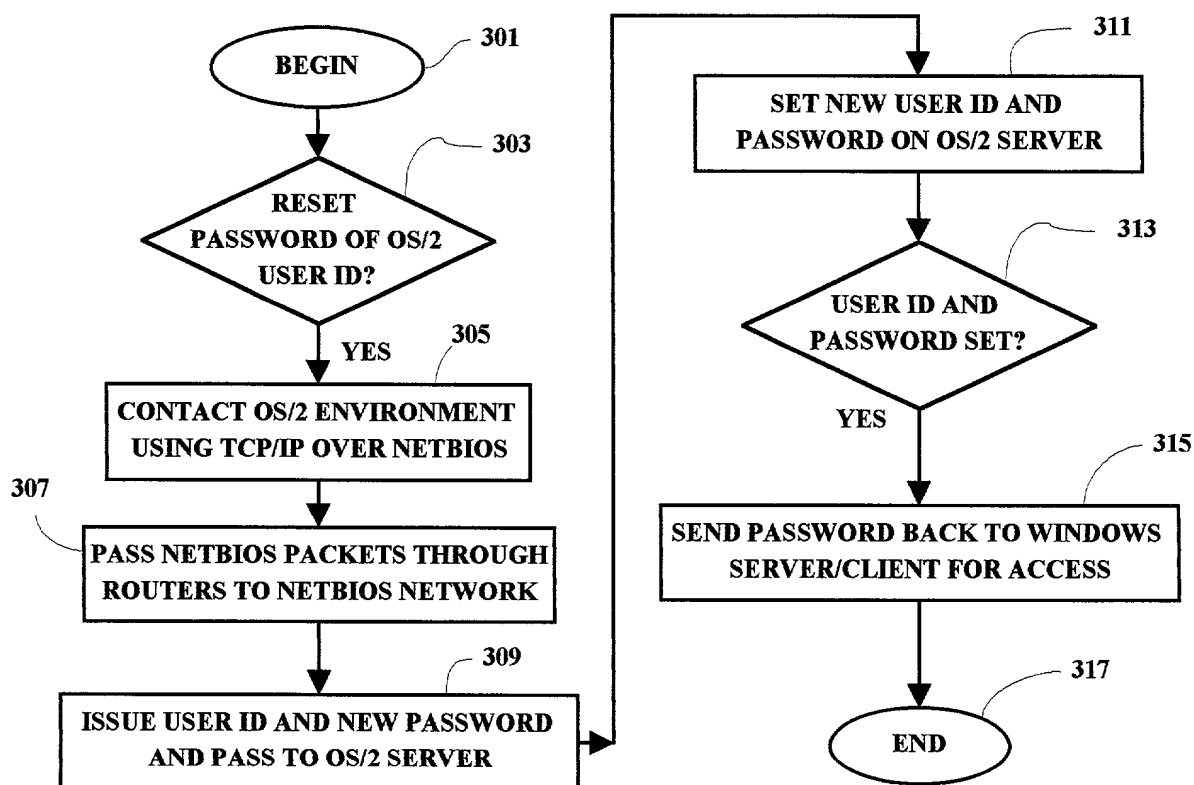 301
BEGIN
303
RESET
PASSWORD OF OS/2
USER ID?
YES
305
CONTACT OS/2 ENVIRONMENT
USING TCP/IP OVER NETBIOS
307
PASS NETBIOS PACKETS THROUGH
ROUTERS TO NETBIOS NETWORK
309
ISSUE USER ID AND NEW PASSWORD
AND PASS TO OS/2 SERVER
311
SET NEW USER ID AND
PASSWORD ON OS/2 SERVER
313
USER ID AND
PASSWORD SET?
YES
315
SEND PASSWORD BACK TO WINDOWS
SERVER/CLIENT FOR ACCESS
317
END